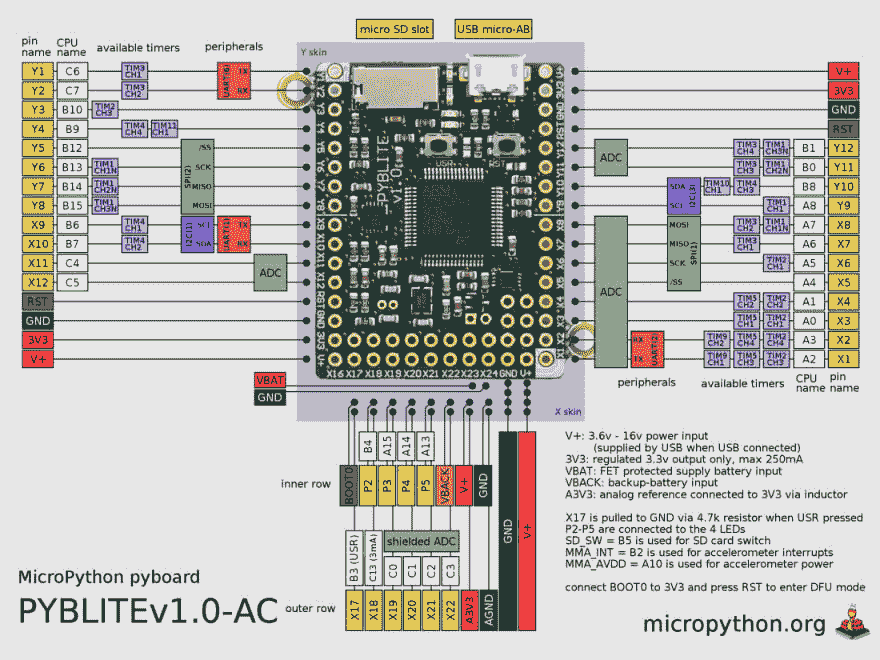 micro SD slot
USB micro-AB
pin name
CPU name
available timers
peripherals
Y skin
Y1 C6 TIM3 CH1 UART(6) TX
Y2 C7 TIM3 CH2 RX
Y3 B10 TIM2 CH3
Y4 B9 TIM4 CH4 TIM11 CH1
Y5 B12 /SS
Y6 B13 TIM1 CH1N SCK SPI(2)
Y7 B14 TIM1 CH2N MISO
Y8 B15 TIM1 CH3N MOSI
X9 B6 TIM4 CH1 I2C(1) SCL UART(1) TX
X10 B7 TIM4 CH2 SDA RX
X11 C4 ADC
X12 C5
RST
GND
3V3
V+
VBAT
GND
PYBLITE
v1.0
USR
RST
X16 X17 X18 X19 X20 X21 X22 X23 X24 GND V+
X skin
V+
3V3
GND
RST
ADC TIM3 CH4 TIM1 CH3N B1 Y12
TIM3 CH3 TIM1 CH2N B0 Y11
SDA I2C(3) TIM10 CH1 TIM4 CH3 B8 Y10
SCL TIM1 CH1 A8 Y9
ADC MOSI SPI(1) TIM3 CH2 TIM1 CH1N A7 X8
MISO TIM3 CH1 A6 X7
SCK TIM2 CH1 A5 X6
/SS A4 X5
TIM5 CH2 TIM2 CH2 A1 X4
TIM5 CH1 TIM2 CH1 A0 X3
RX UART(2) TIM9 CH2 TIM5 CH4 TIM2 CH4 A3 X2
TX TIM9 CH1 TIM5 CH3 TIM2 CH3 A2 X1
peripherals
available timers
CPU name
pin name
B4 A15 A14 A13
inner row
BOOT0 P2 P3 P4 P5 VBACK V+ GND
GND V+
shielded ADC
B3 (USR) C13 (3mA) C0 C1 C2 C3
outer row
X17 X18 X19 X20 X21 X22 A3V3 AGND
V+: 3.6v - 16v power input
(supplied by USB when USB connected)
3V3: regulated 3.3v output only, max 250mA
VBAT: FET protected supply battery input
VBACK: backup-battery input
A3V3: analog reference connected to 3V3 via inductor
X17 is pulled to GND via 4.7k resistor when USR pressed
P2-P5 are connected to the 4 LEDs
SD_SW = B5 is used for SD card switch
MMA_INT = B2 is used for accelerometer interrupts
MMA_AVDD = A10 is used for accelerometer power
connect BOOT0 to 3V3 and press RST to enter DFU mode
MicroPython pyboard
PYBLITEv1.0-AC
micropython.org